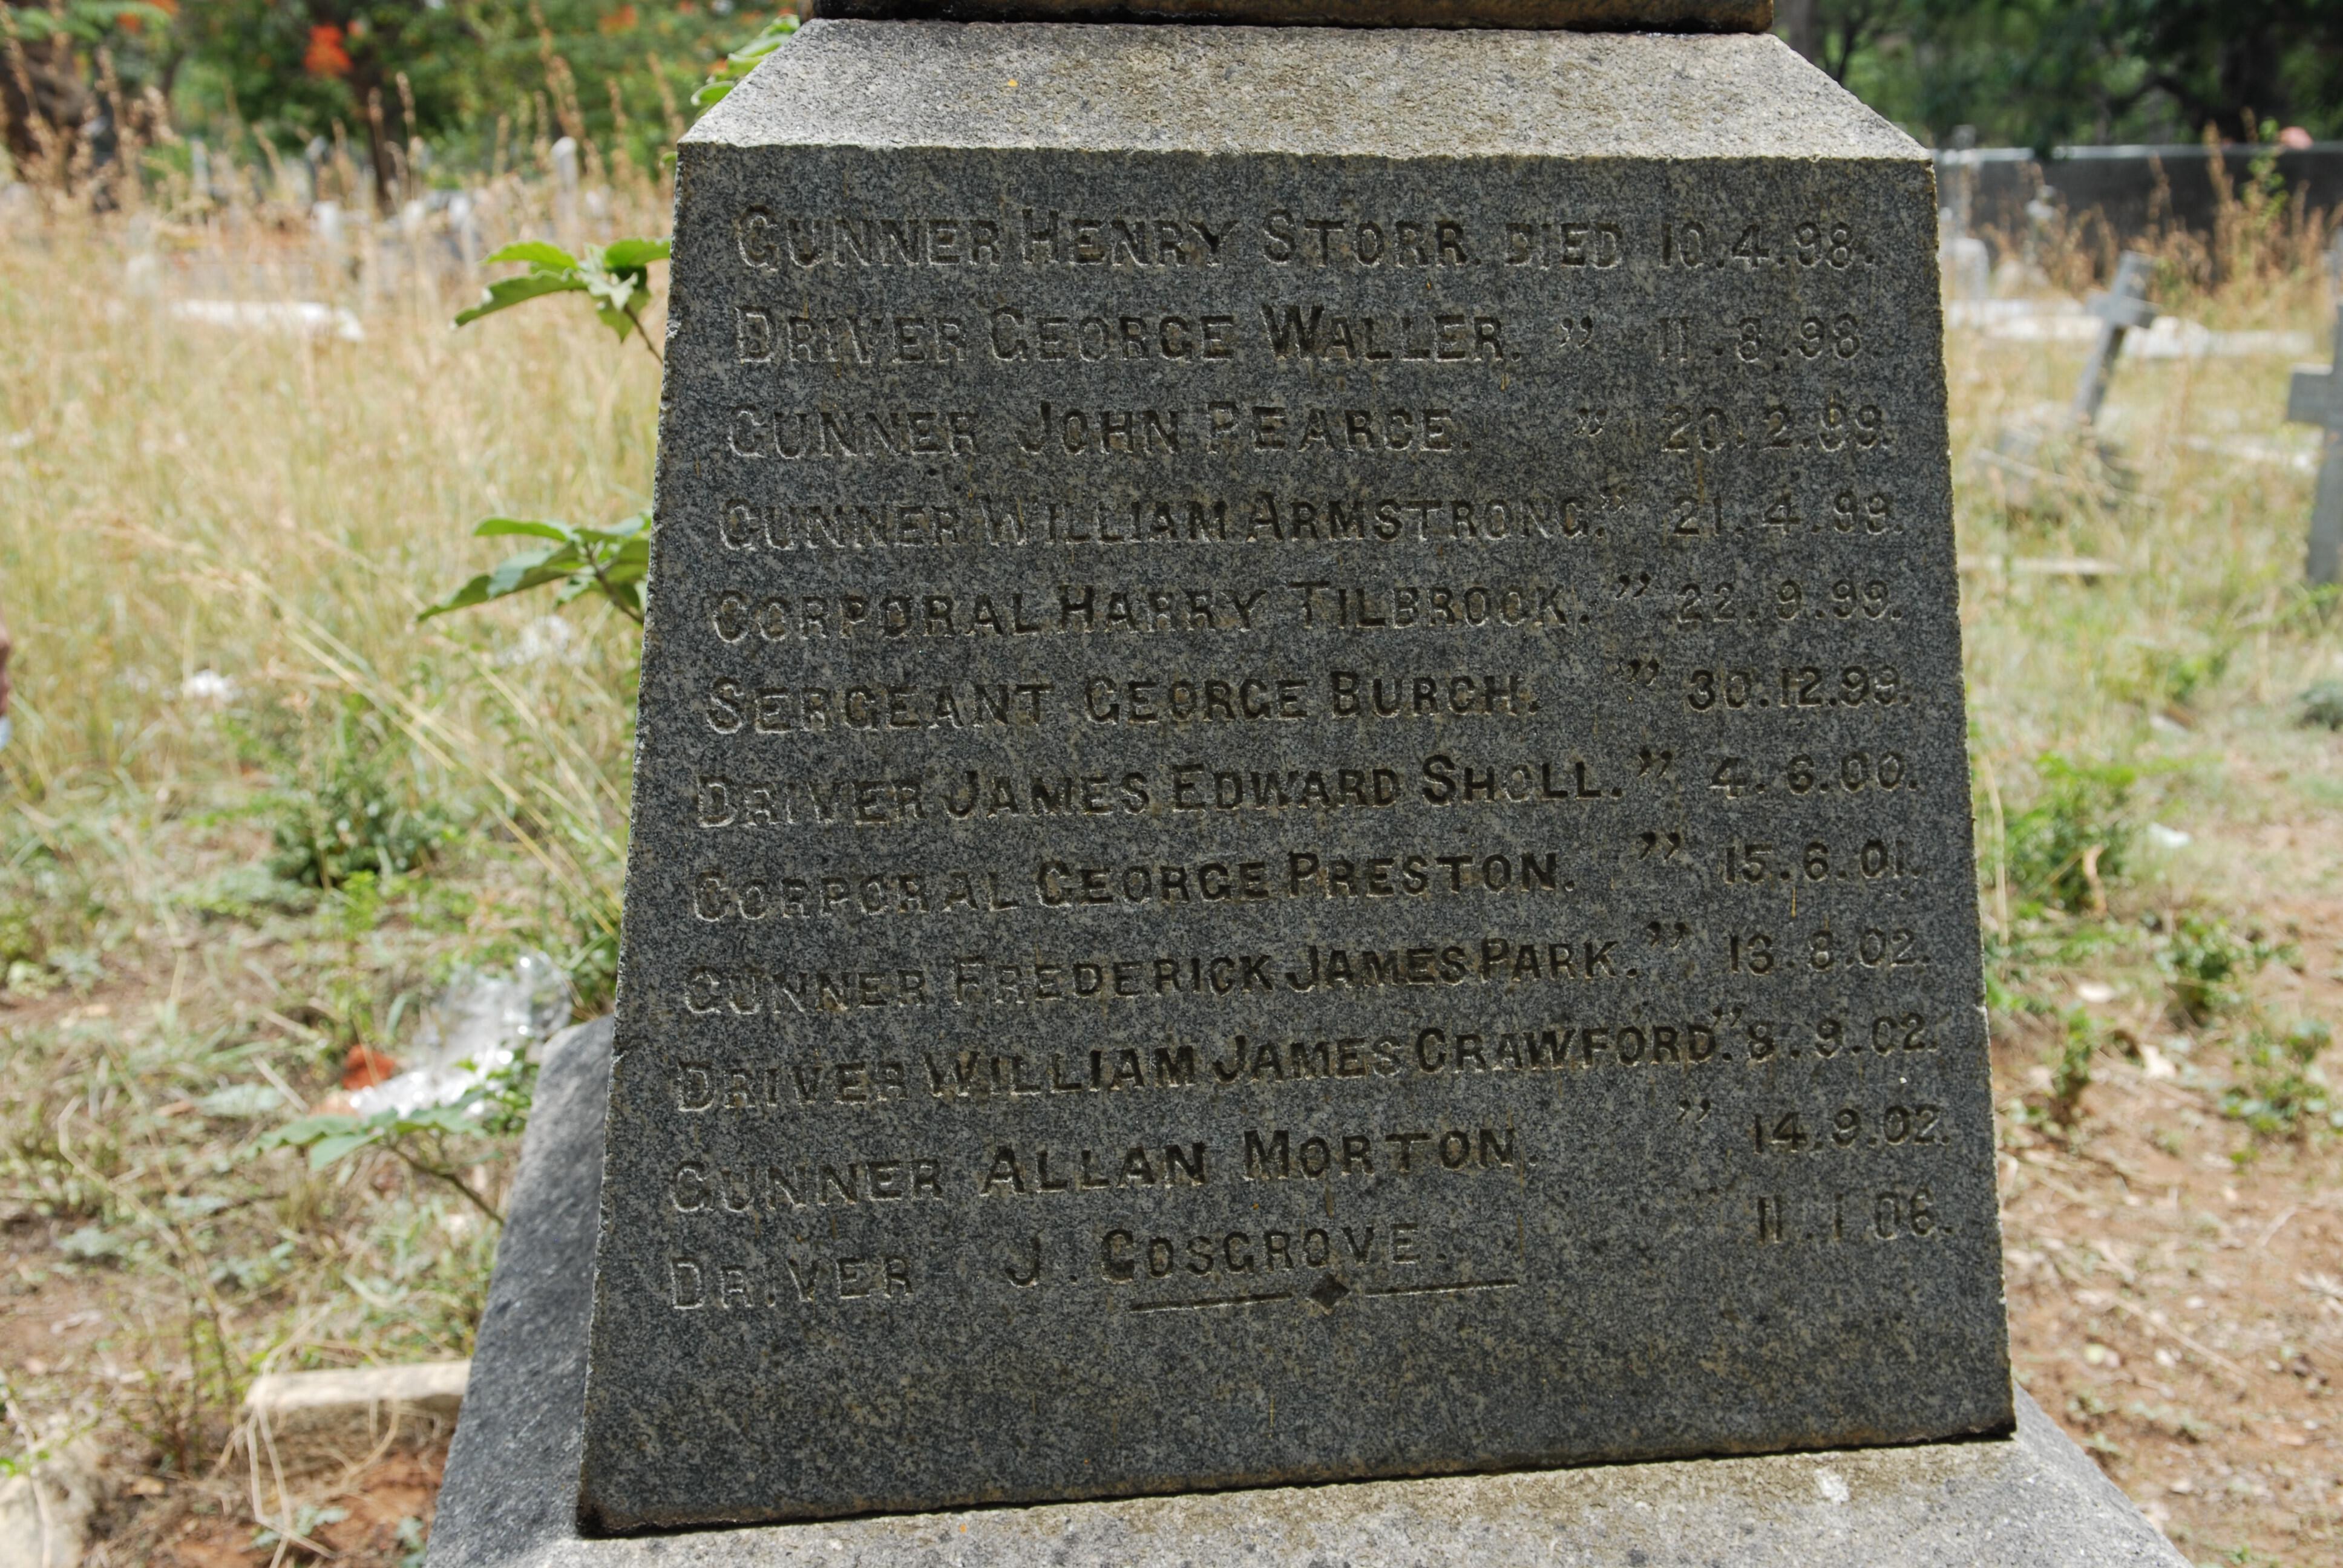 GUNNER HENRY STORR. DIED 10.4.98.
DRIVER GEORGE WALLER. " 11.8.98.
GUNNER JOHN PEARCE. " 20.2.99.
GUNNER WILLIAM ARMSTRONG. " 21.4.99.
CORPORAL HARRY TILBROOK. " 22.9.99.
SERGEANT GEORGE BURCH. " 30.12.99.
DRIVER JAMES EDWARD SHOLL. " 4.6.00.
CORPORAL GEORGE PRESTON. " 15.6.01.
GUNNER FREDERICK JAMES PARK. " 13.8.02.
DRIVER WILLIAM JAMES CRAWFORD. " 8.9.02.
GUNNER ALLAN MORTON. " 14.9.02.
DRIVER J. COSGROVE. " 11.1.06.